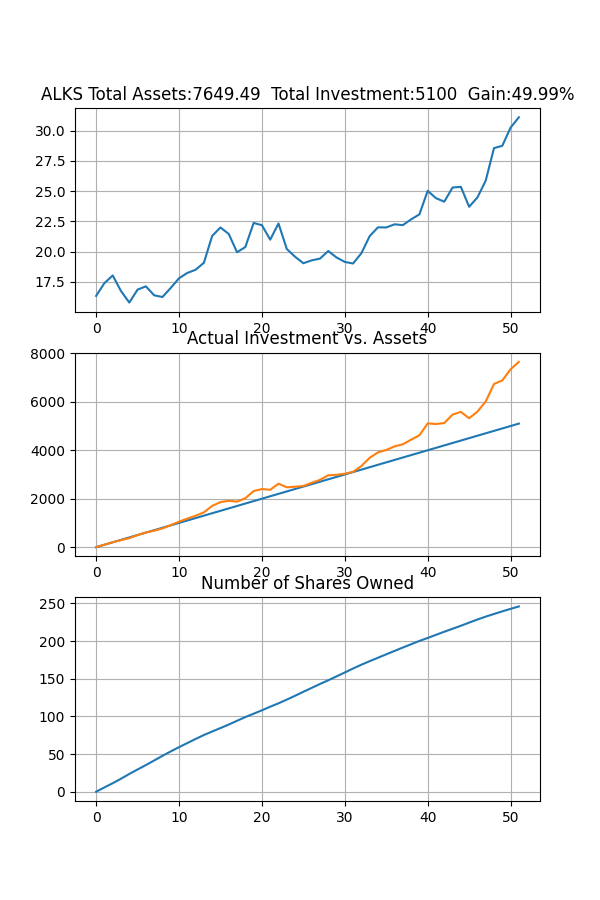 ALKS Total Assets:7649.49  Total Investment:5100  Gain:49.99%
30.0
27.5
25.0
22.5
20.0
17.5
0 10 20 30 40 50
Actual Investment vs. Assets
8000
6000
4000
2000
0
0 10 20 30 40 50
Number of Shares Owned
250
200
150
100
50
0
0 10 20 30 40 50